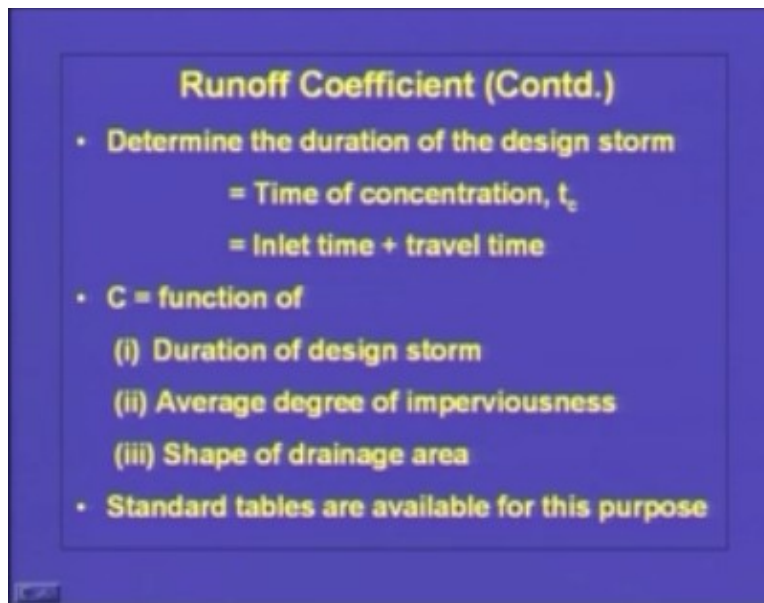 Runoff Coefficient (Contd.)
• Determine the duration of the design storm
= Time of concentration, tc
= Inlet time + travel time
• C = function of
(i) Duration of design storm
(ii) Average degree of imperviousness
(iii) Shape of drainage area
• Standard tables are available for this purpose